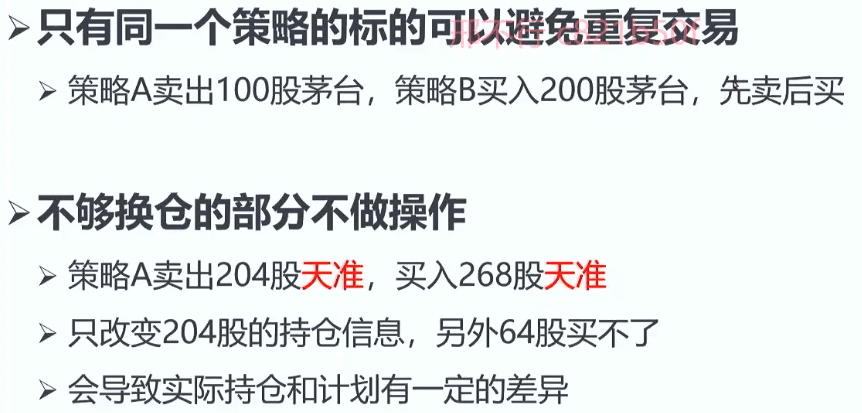 只有同一个策略的标的可以避免重复交易
策略A卖出100股茅台，策略B买入200股茅台，先卖后买
不够换仓的部分不做操作
策略A卖出204股天准，买入268股天准
只改变204股的持仓信息，另外64股买不了
会导致实际持仓和计划有一定的差异